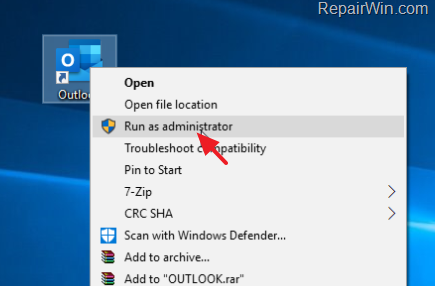 RepairWin.com
O
Outloo
Open
Open file location
Run as administrator
Troubleshoot compatibility
Pin to Start
7-Zip
CRC SHA
Scan with Windows Defender...
Add to archive...
Add to "OUTLOOK.rar"